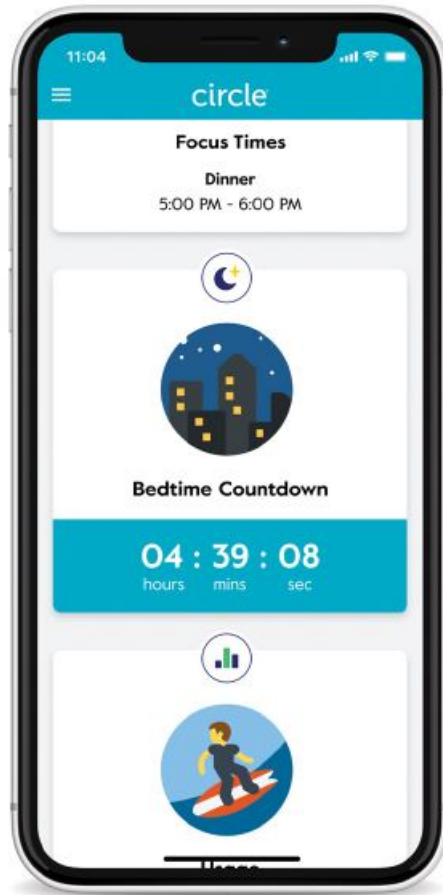 11:04
circle
Focus Times
Dinner
5:00 PM - 6:00 PM
Bedtime Countdown
04 : 39 : 08
hours mins sec
Usage